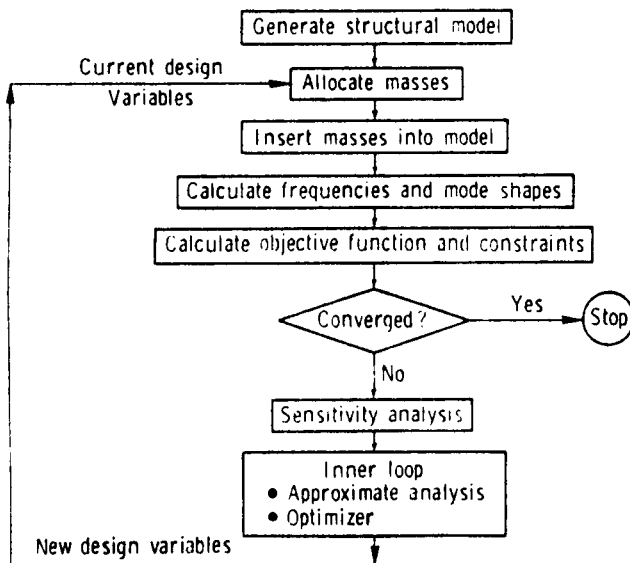 Generate structural model
Current design
Variables
Allocate masses
Insert masses into model
Calculate frequencies and mode shapes
Calculate objective function and constraints
Converged?
Yes
Stop
No
Sensitivity analysis
Inner loop
• Approximate analysis
• Optimizer
New design variables